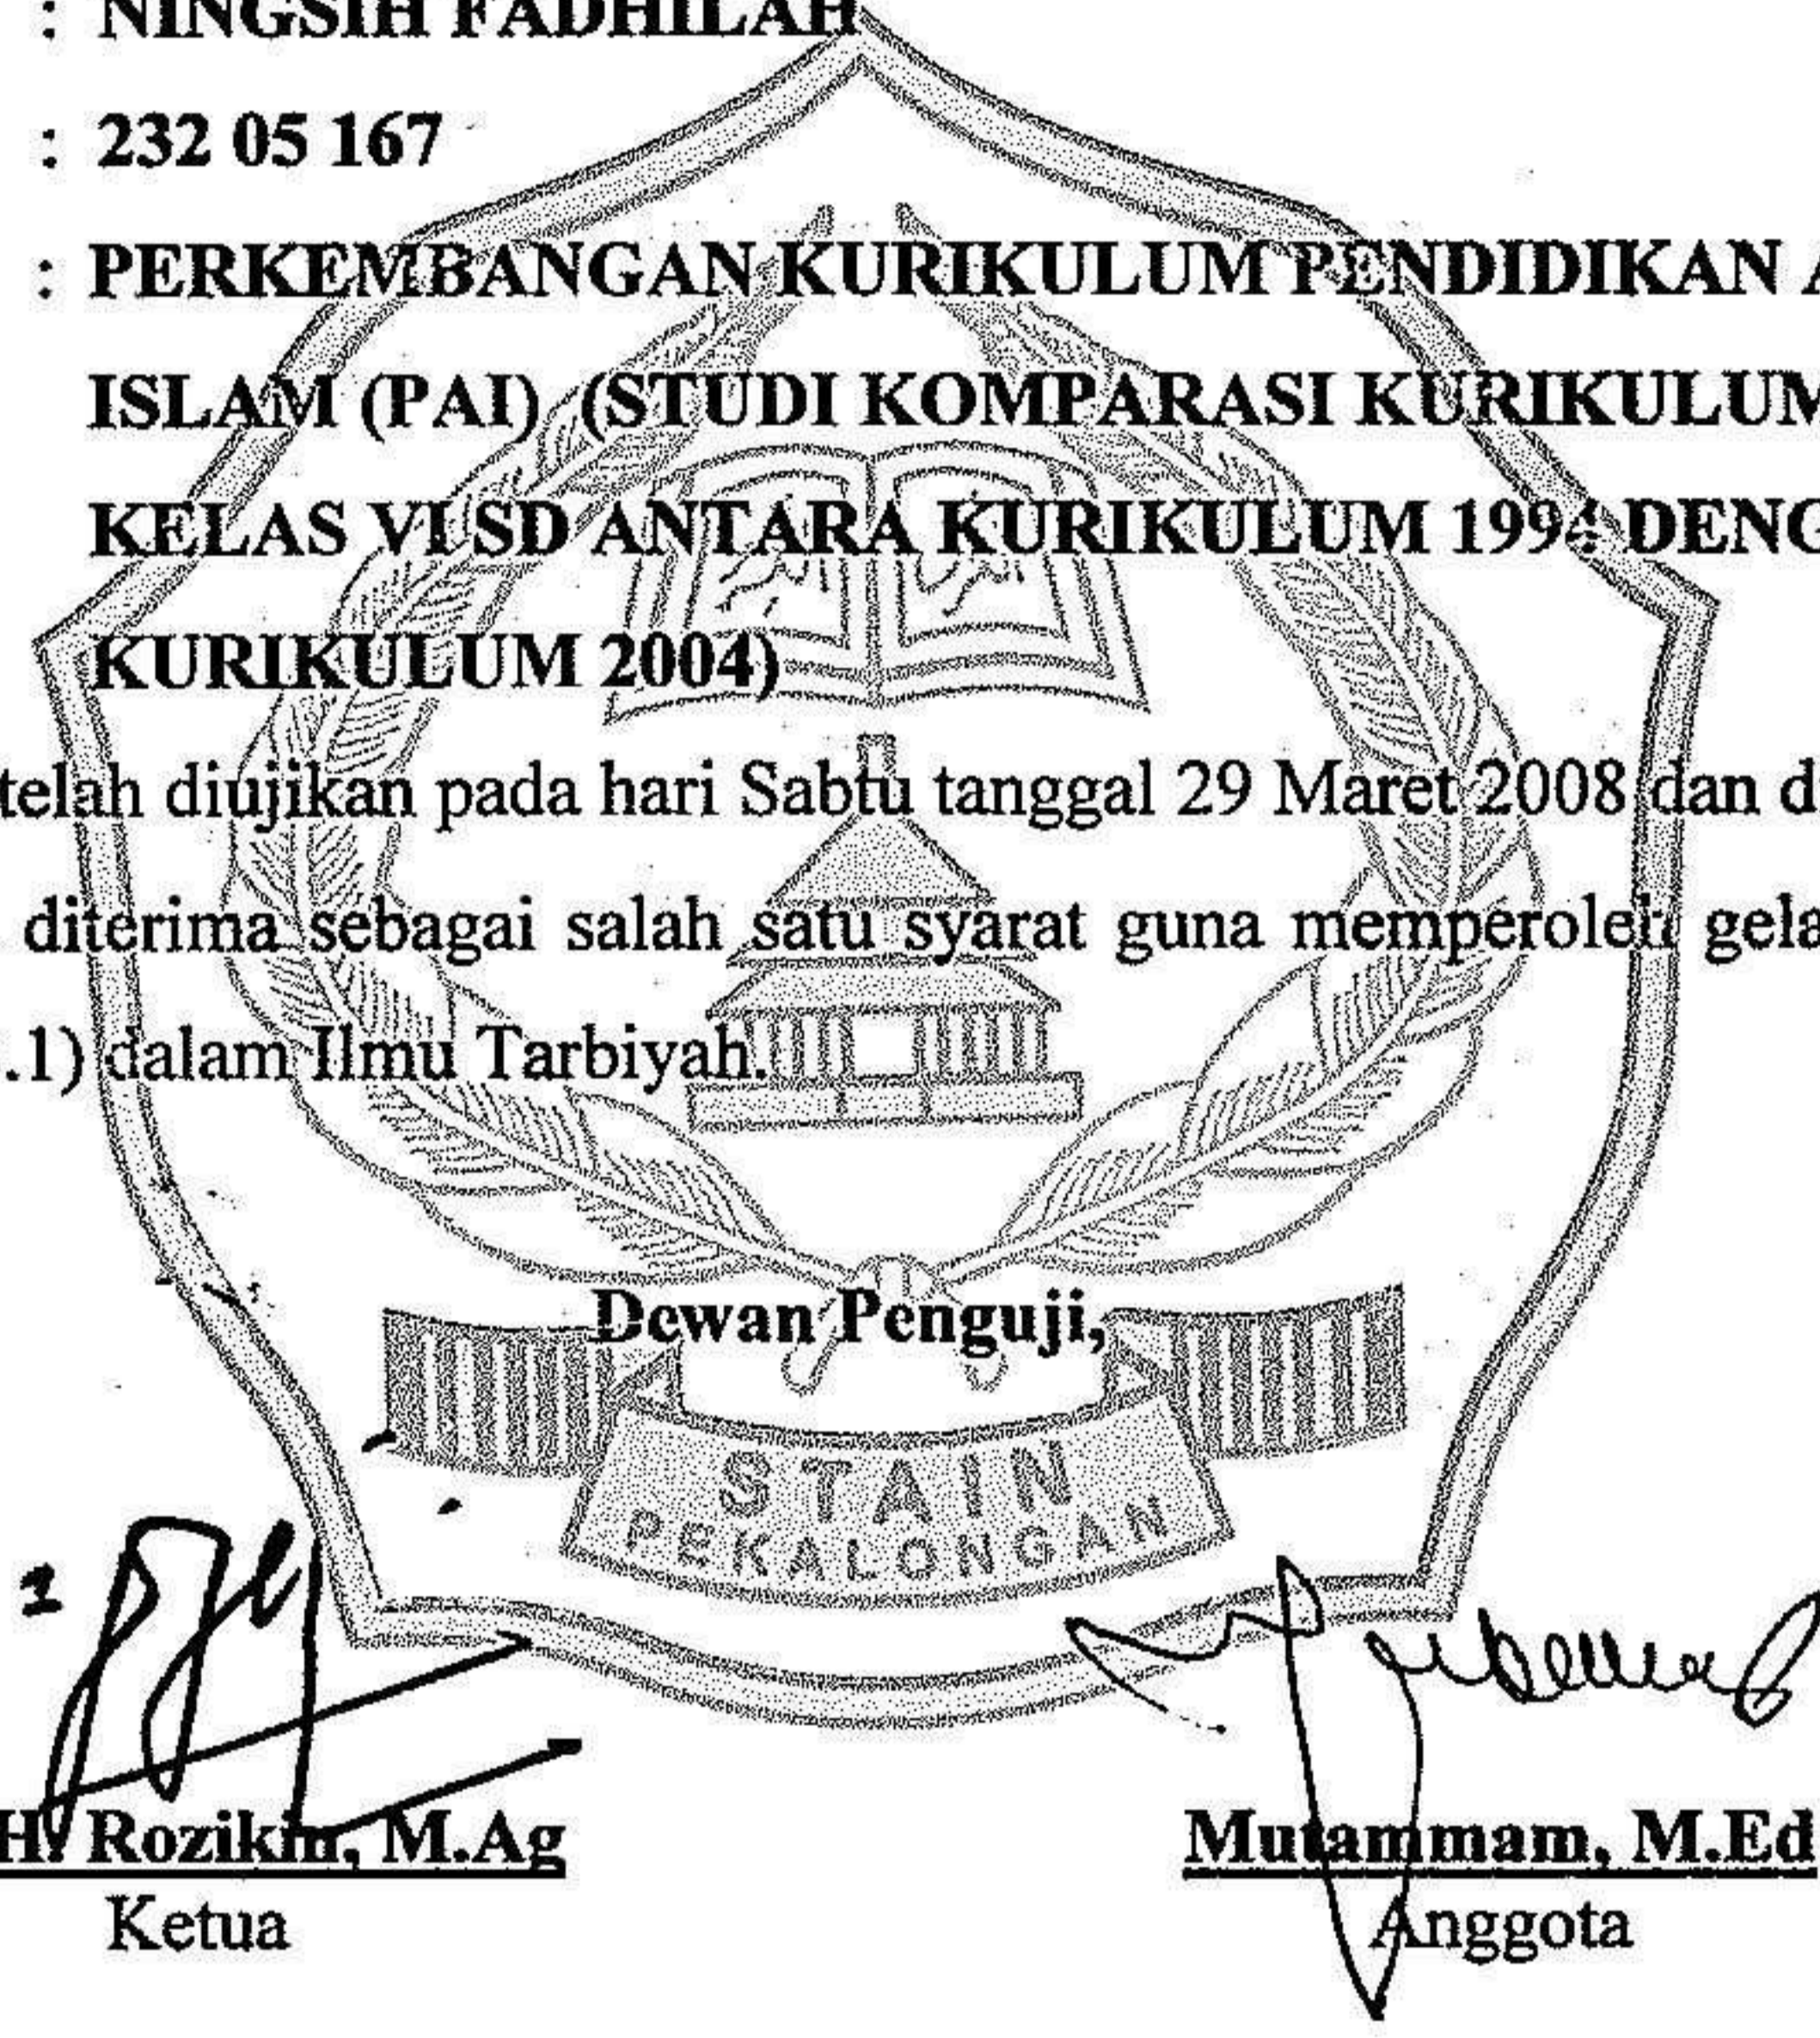 : NINGSIH FADHILAH
: 232 05 167
: PERKEMBANGAN KURIKULUM PENDIDIKAN A
ISLAM (PAI) (STUDI KOMPARASI KURIKULUM
KELAS VI SD ANTARA KURIKULUM 1994 DENG
KURIKULUM 2004)
telah diujikan pada hari Sabtu tanggal 29 Maret 2008 dan d
diterima sebagai salah satu syarat guna memperoleh gela
.1) dalam Ilmu Tarbiyah.
Dewan Penguji,
STAIN
PEKALONGAN
H. Rozikin, M.Ag
Ketua
Mutammam, M.Ed
Anggota